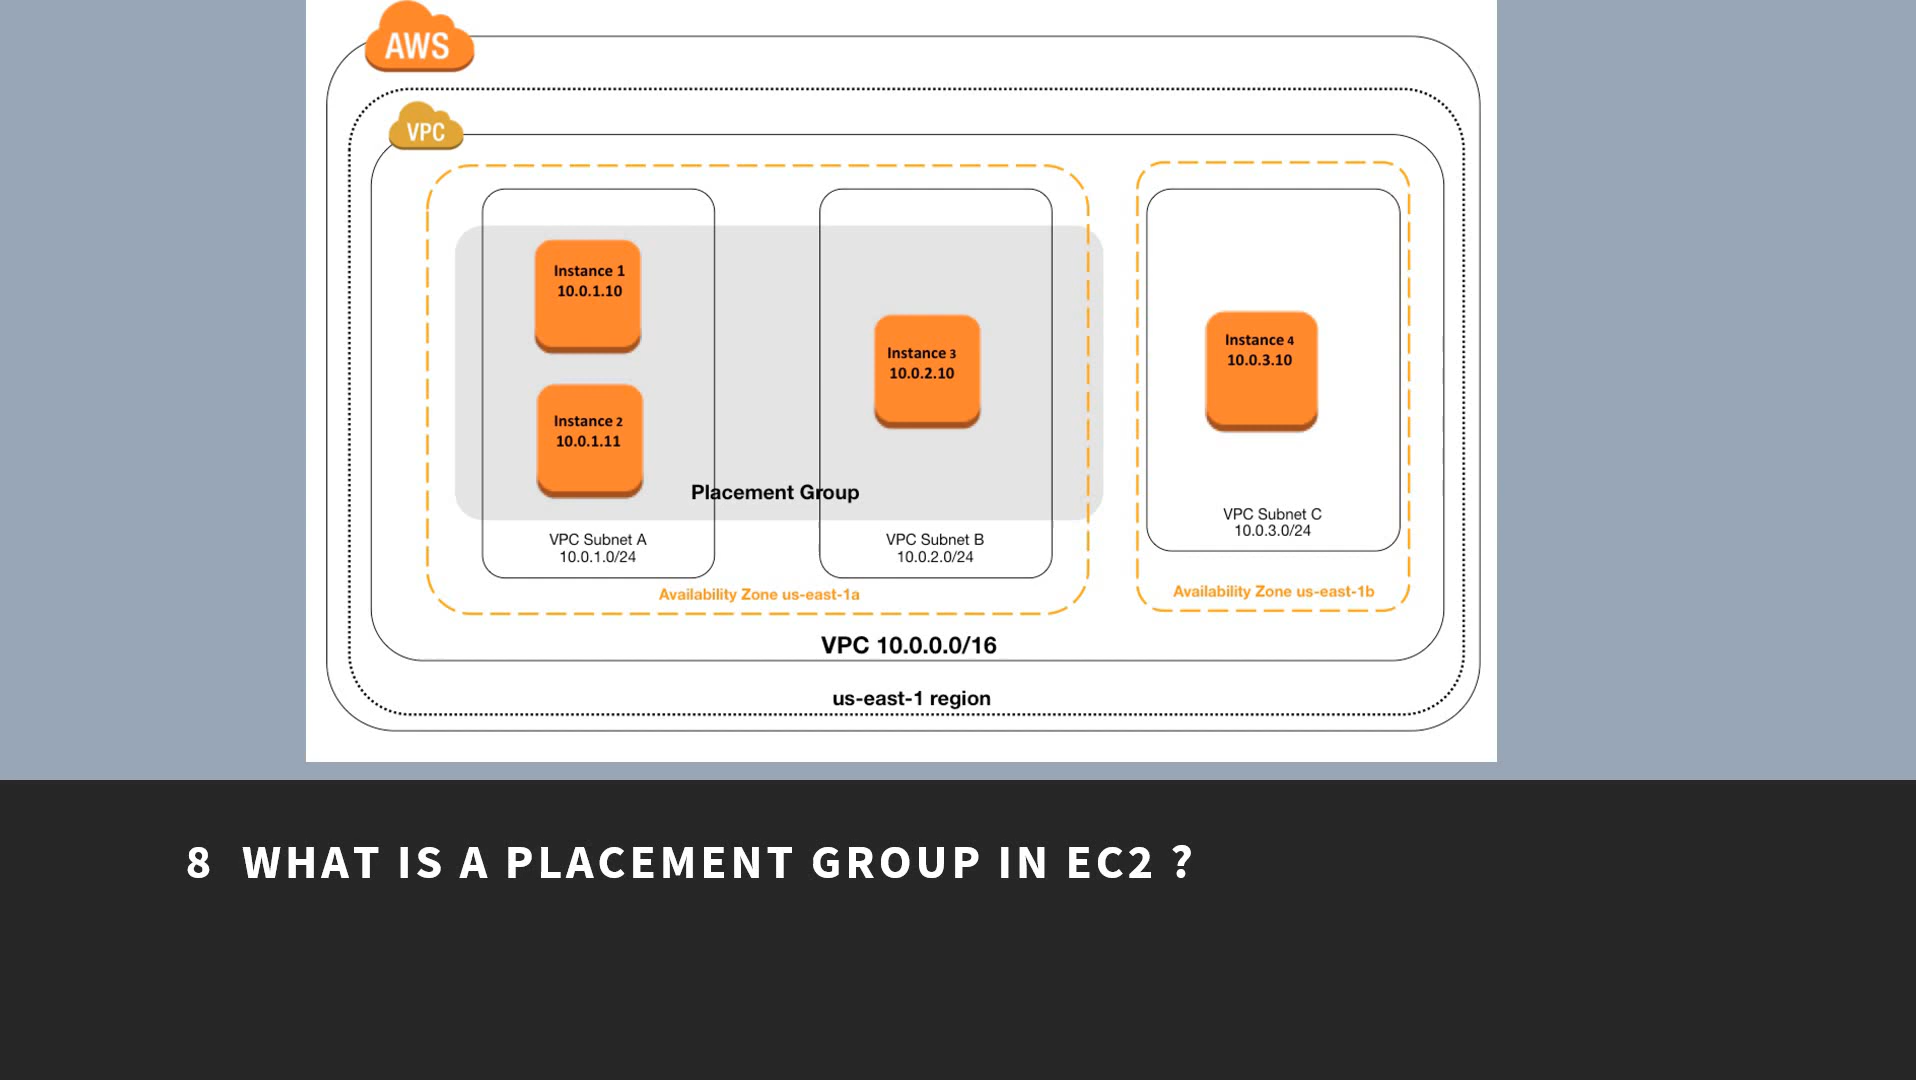 AWS
VPC
Instance 1
10.0.1.10
Instance 2
10.0.1.11
Instance 3
10.0.2.10
Instance 4
10.0.3.10
Placement Group
VPC Subnet A
10.0.1.0/24
VPC Subnet B
10.0.2.0/24
VPC Subnet C
10.0.3.0/24
Availability Zone us-east-1a
Availability Zone us-east-1b
VPC 10.0.0.0/16
us-east-1 region
8 WHAT IS A PLACEMENT GROUP IN EC2 ?